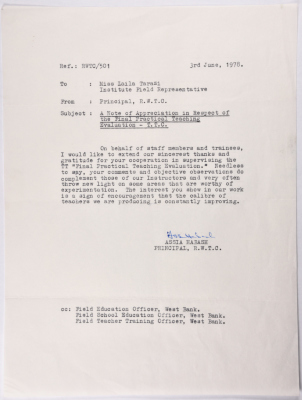 Ref.: RWTC/501
3rd June, 1978.
To : Miss Leila Taraki
Institute Field Representative
From : Principal, R.W.T.C.
Subject : A Note of Appreciation in Respect of
the Final Practical Teaching
Evaluation - T.T.C.
On behalf of staff members and trainees,
I would like to extend our sincerest thanks and
gratitude for your cooperation in supervising the
TT "Final Practical Teaching Evaluation." Needless
to say, your comments and objective observations do
complement those of our Instructors and very often
throw new light on some areas that are worthy of
experimentation. The interest you show in our work
is a sign of encouragement that the calibre of
teachers we are producing is constantly improving.
PRINCIPAL, R.W.T.C.
cc: Field Education Officer, West Bank.
Field School Education Officer, West Bank.
Field Teacher Training Officer, West Bank.